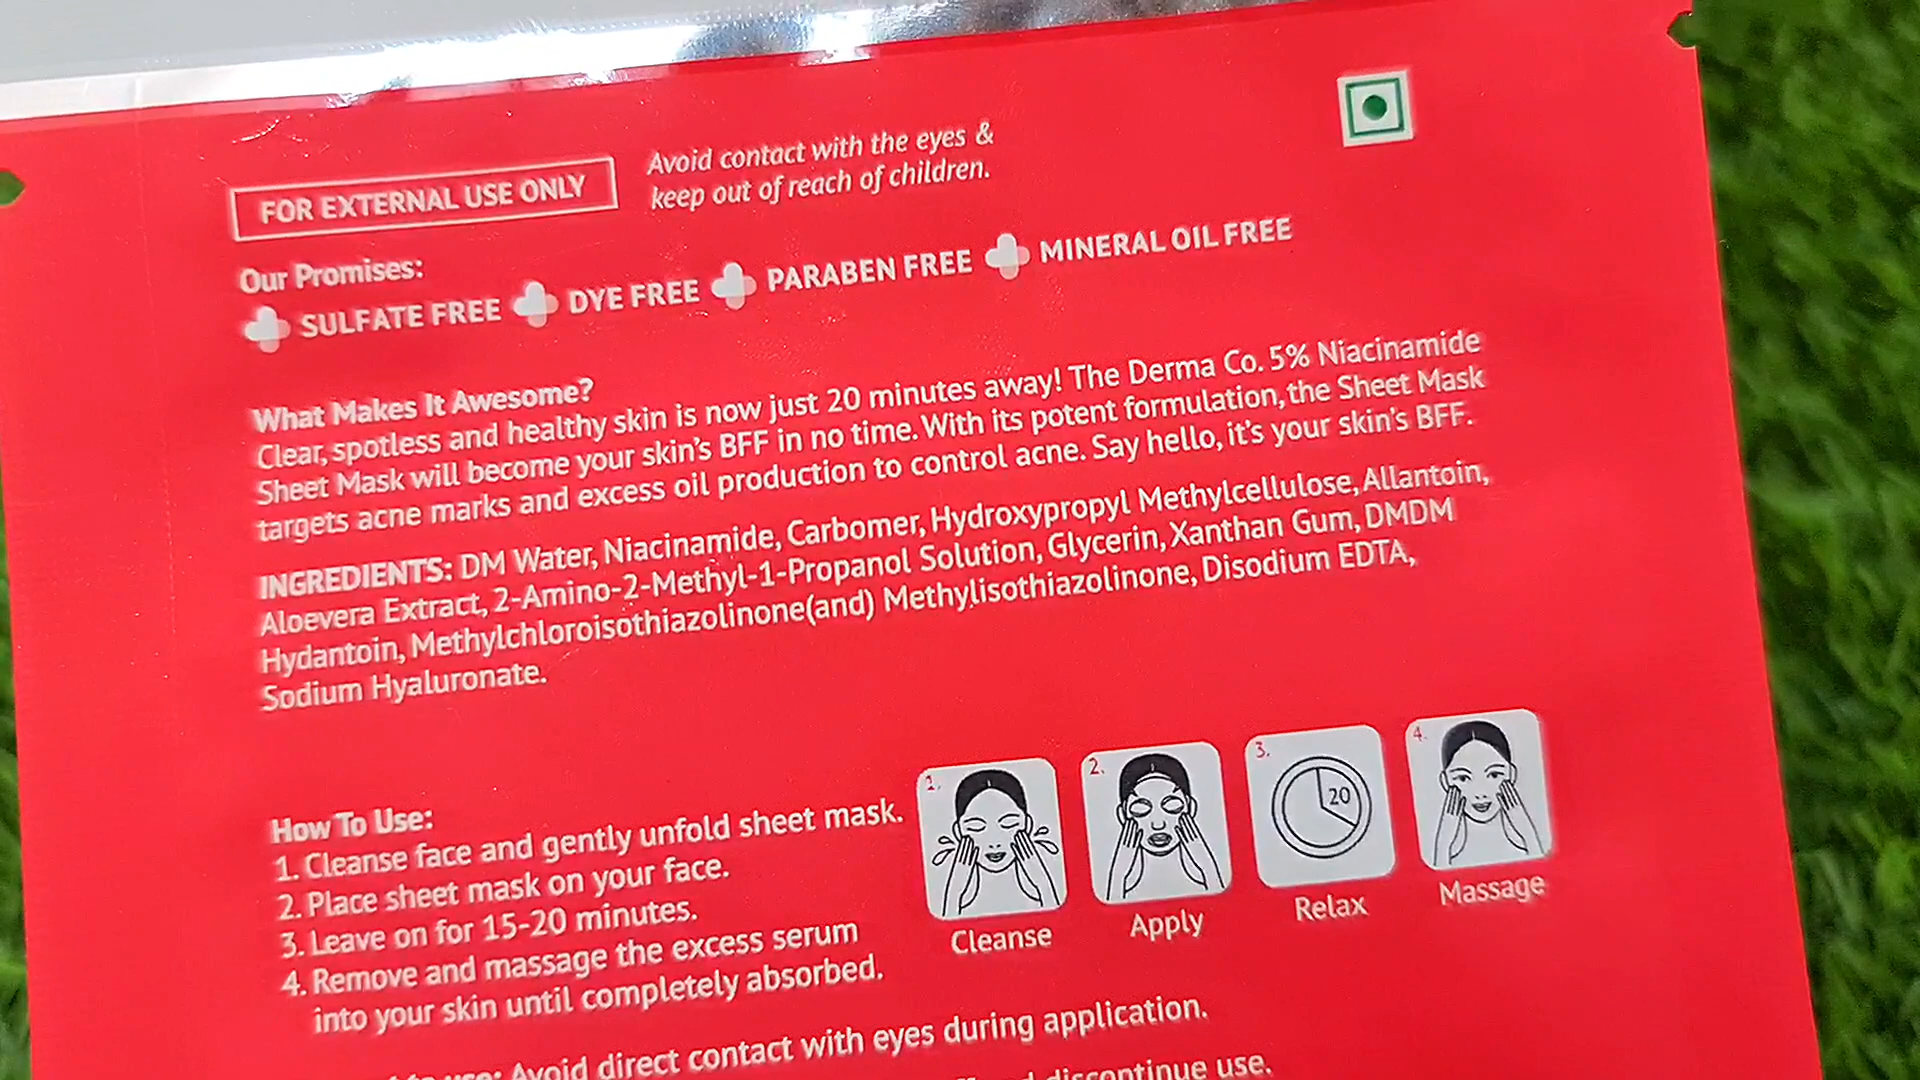 FOR EXTERNAL USE ONLY
Avoid contact with the eyes &
keep out of reach of children.
Our Promises:
SULFATE FREE DYE FREE PARABEN FREE MINERAL OIL FREE
What Makes It Awesome?
Clear, spotless and healthy skin is now just 20 minutes away! The Derma Co. 5% Niacinamide
Sheet Mask will become your skin's BFF in no time. With its potent formulation, the Sheet Mask
targets acne marks and excess oil production to control acne. Say hello, it's your skin's BFF.
INGREDIENTS: DM Water, Niacinamide, Carbomer, Hydroxypropyl Methylcellulose, Allantoin,
Aloevera Extract, 2-Amino-2-Methyl-1-Propanol Solution, Glycerin, Xanthan Gum, DMDM
Hydantoin, Methylchloroisothiazolinone(and) Methylisothiazolinone, Disodium EDTA,
Sodium Hyaluronate.
How To Use:
1. Cleanse face and gently unfold sheet mask.
2. Place sheet mask on your face.
3. Leave on for 15-20 minutes.
4. Remove and massage the excess serum
into your skin until completely absorbed.
1.
Cleanse
2.
Apply
3.
20
Relax
4.
Massage
use: Avoid direct contact with eyes during application.
discontinue use.